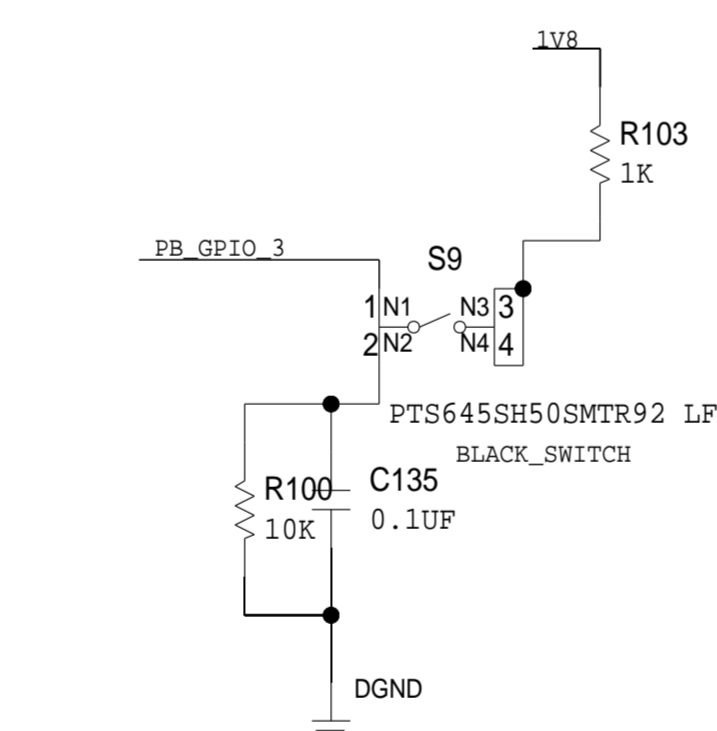 1V8
R103
1K
PB_GPIO_3
S9
1 N1 N3 3
2 N2 N4 4
PTS645SH50SMTR92 LF
BLACK_SWITCH
R100 C135
10K 0.1UF
DGND